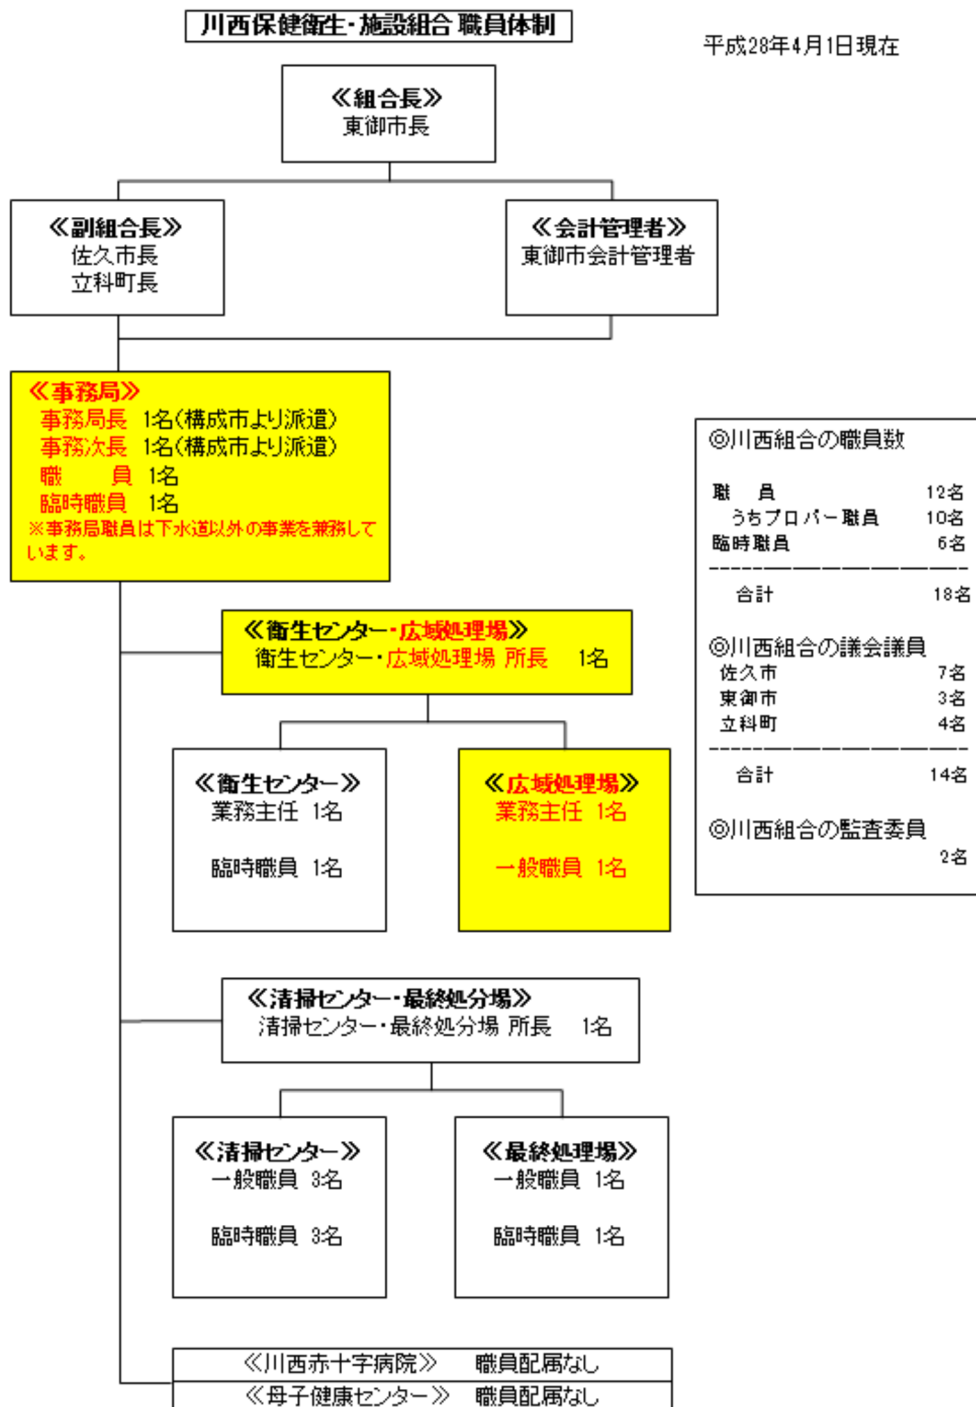 川西保健衛生・施設組合 職員体制
平成28年4月1日現在
≪組合長≫
東御市長
≪副組合長≫
佐久市長
立科町長
≪会計管理者≫
東御市会計管理者
≪事務局≫
事務局長 1名(構成市より派遣)
事務次長 1名(構成市より派遣)
職 員 1名
臨時職員 1名
※事務局職員は下水道以外の事業を兼務して
います。
◎川西組合の職員数
職 員 12名
うちプロパー職員 10名
臨時職員 6名
合計 18名
◎川西組合の議会議員
佐久市 7名
東御市 3名
立科町 4名
合計 14名
◎川西組合の監査委員
2名
≪衛生センター・広域処理場≫
衛生センター・広域処理場 所長 1名
≪衛生センター≫
業務主任 1名
臨時職員 1名
≪広域処理場≫
業務主任 1名
一般職員 1名
≪清掃センター・最終処分場≫
清掃センター・最終処分場 所長 1名
≪清掃センター≫
一般職員 3名
臨時職員 3名
≪最終処理場≫
一般職員 1名
臨時職員 1名
≪川西赤十字病院≫ 職員配属なし
≪母子健康センター≫ 職員配属なし